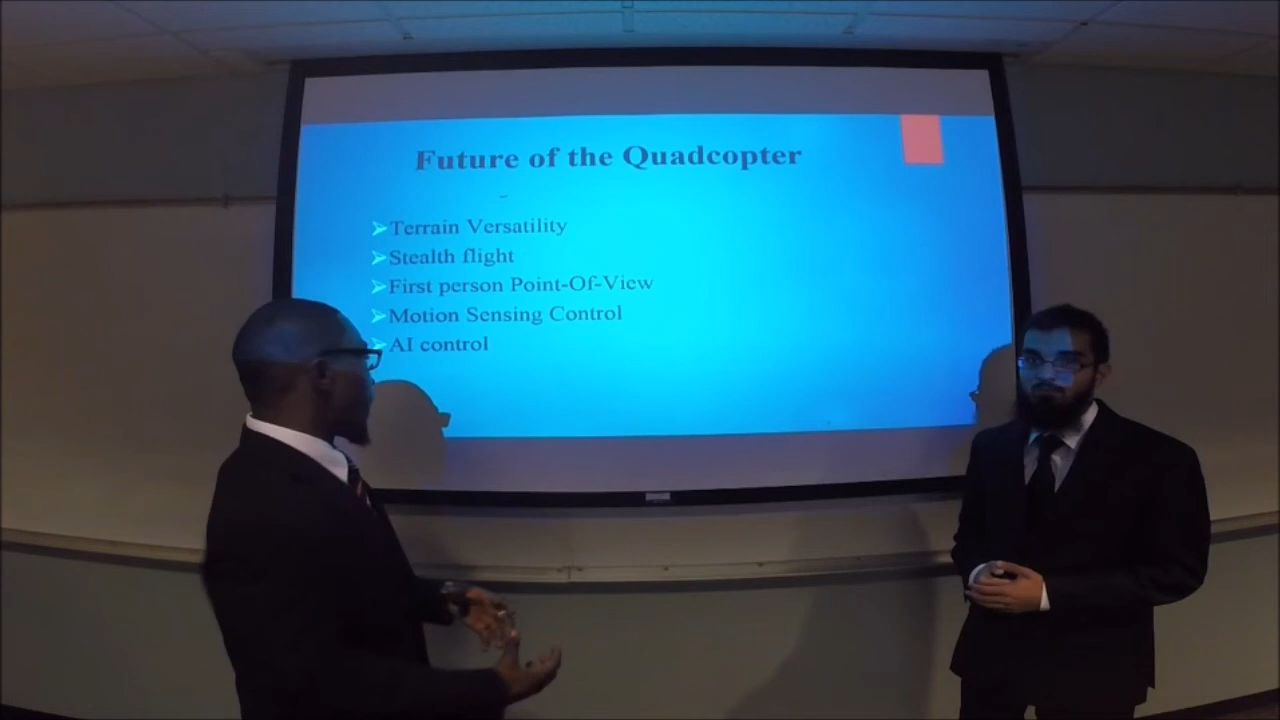 Future of the Quadcopter
Terrain Versatility
Stealth flight
First person Point-Of-View
Motion Sensing Control
AI control